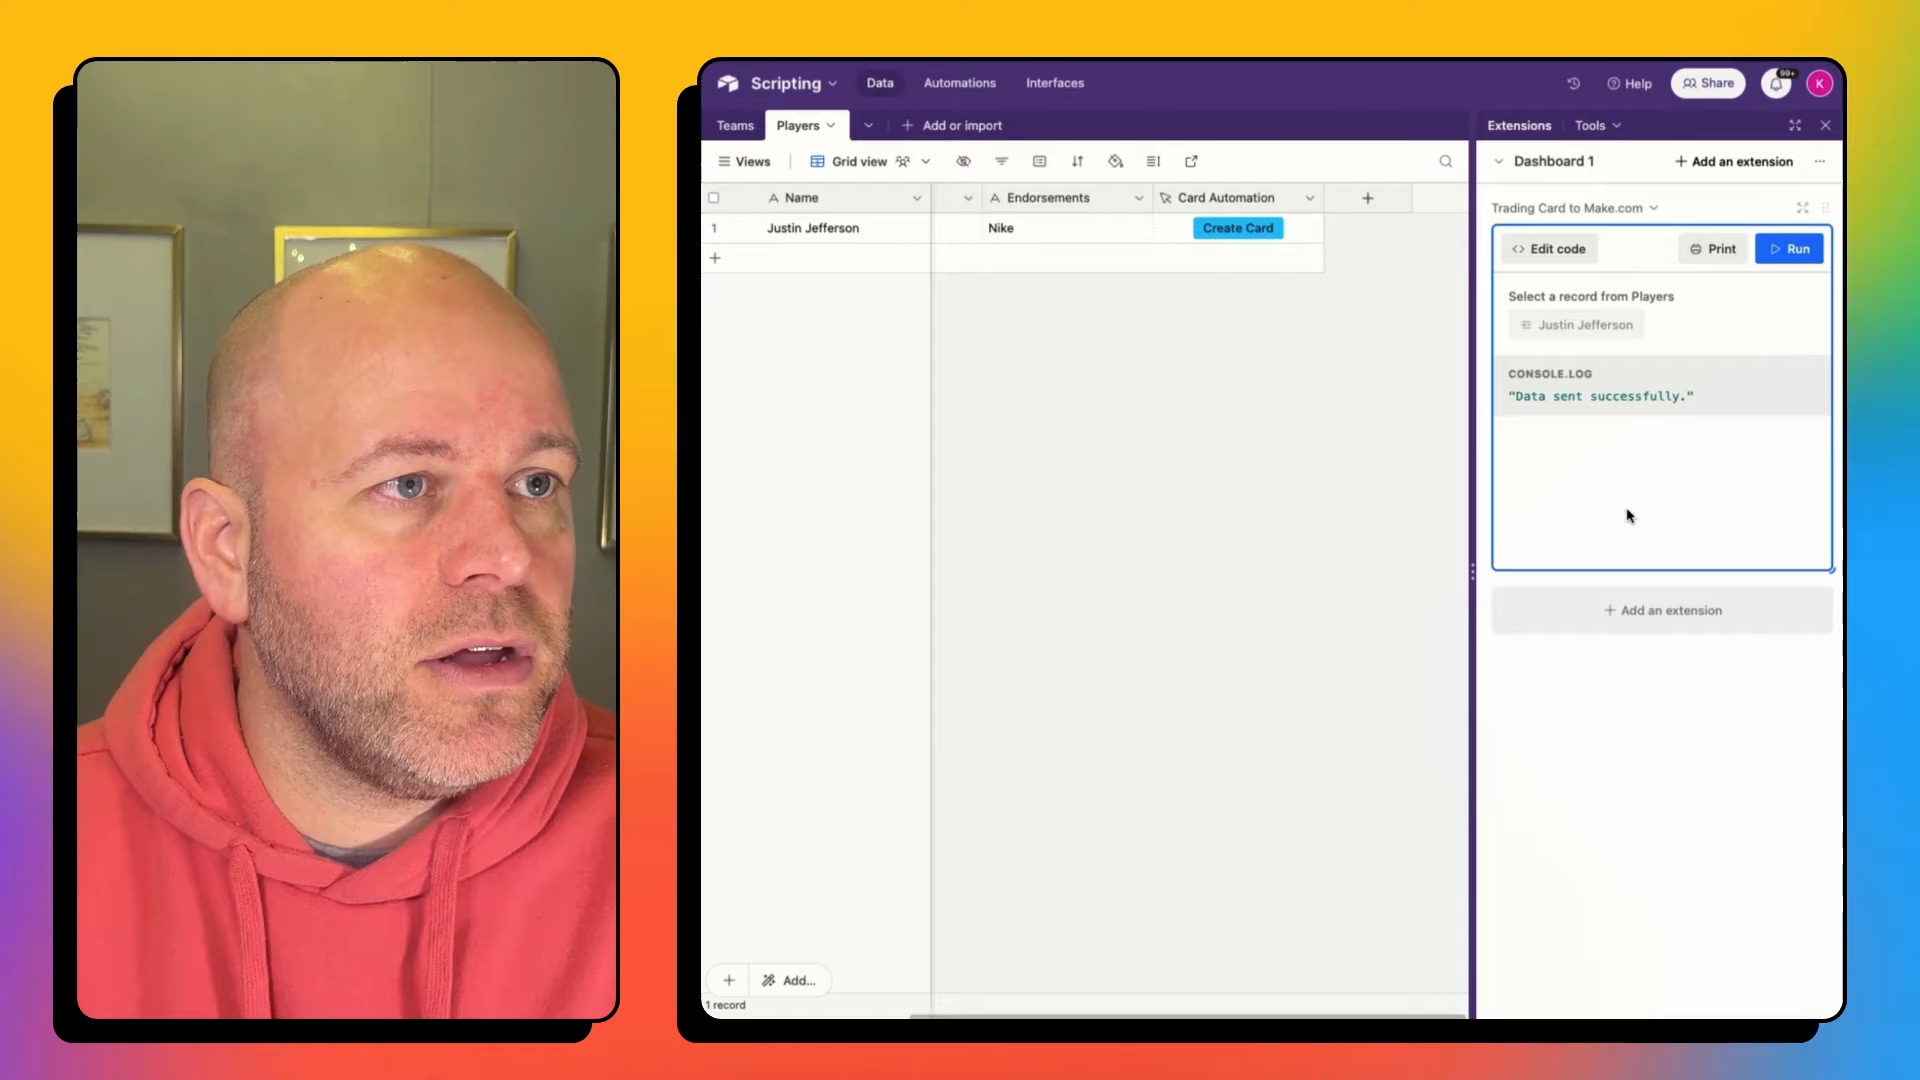 Scripting
Data
Automations
Interfaces
Help
Share
99+
K
Teams
Players
Add or import
Extensions
Tools
Views
Grid view
Dashboard 1
Add an extension
Name
Endorsements
Card Automation
Trading Card to Make.com
1
Justin Jefferson
Nike
Create Card
Edit code
Print
Run
Select a record from Players
Justin Jefferson
CONSOLE.LOG
"Data sent successfully."
Add an extension
Add...
1 record